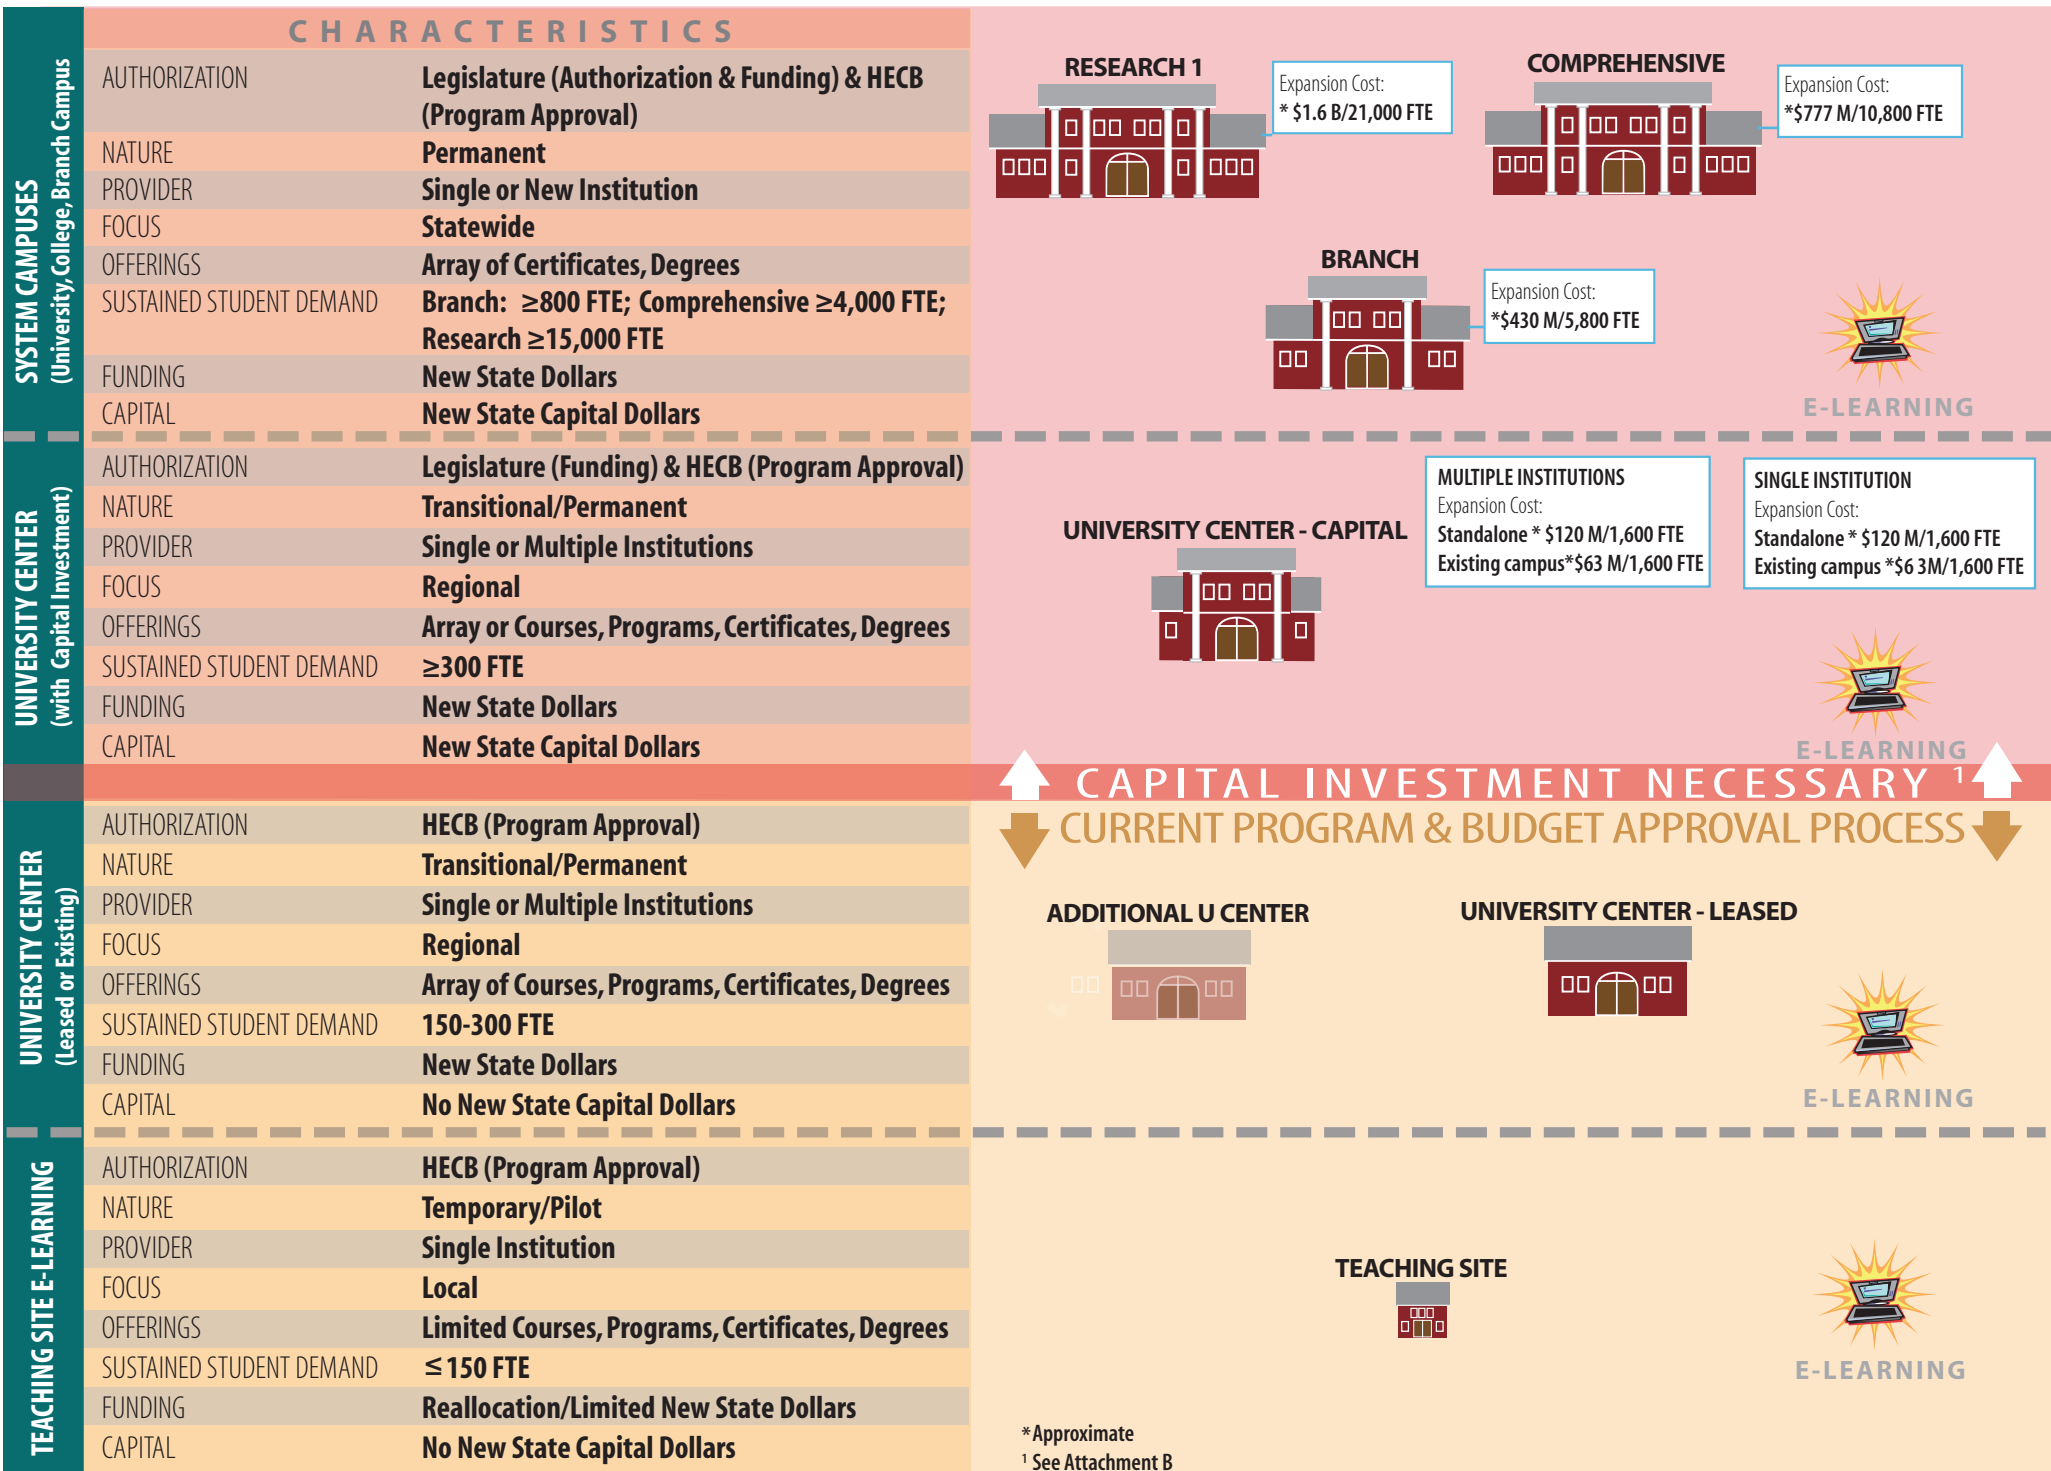 CHARACTERISTICS
SYSTEM CAMPUSES
(University, College, Branch Campus
AUTHORIZATION Legislature (Authorization & Funding) & HECB
(Program Approval)
NATURE Permanent
PROVIDER Single or New Institution
FOCUS Statewide
OFFERINGS Array of Certificates, Degrees
SUSTAINED STUDENT DEMAND Branch: ≥800 FTE; Comprehensive ≥4,000 FTE;
Research ≥15,000 FTE
FUNDING New State Dollars
CAPITAL New State Capital Dollars
RESEARCH 1
Expansion Cost:
* $1.6 B/21,000 FTE
COMPREHENSIVE
Expansion Cost:
*$777 M/10,800 FTE
BRANCH
Expansion Cost:
*$430 M/5,800 FTE
E-LEARNING
UNIVERSITY CENTER
(with Capital Investment)
AUTHORIZATION Legislature (Funding) & HECB (Program Approval)
NATURE Transitional/Permanent
PROVIDER Single or Multiple Institutions
FOCUS Regional
OFFERINGS Array or Courses, Programs, Certificates, Degrees
SUSTAINED STUDENT DEMAND ≥300 FTE
FUNDING New State Dollars
CAPITAL New State Capital Dollars
UNIVERSITY CENTER - CAPITAL
MULTIPLE INSTITUTIONS
Expansion Cost:
Standalone * $120 M/1,600 FTE
Existing campus*$63 M/1,600 FTE
SINGLE INSTITUTION
Expansion Cost:
Standalone * $120 M/1,600 FTE
Existing campus *$6 3M/1,600 FTE
E-LEARNING
CAPITAL INVESTMENT NECESSARY 1
CURRENT PROGRAM & BUDGET APPROVAL PROCESS
UNIVERSITY CENTER
(Leased or Existing)
AUTHORIZATION HECB (Program Approval)
NATURE Transitional/Permanent
PROVIDER Single or Multiple Institutions
FOCUS Regional
OFFERINGS Array of Courses, Programs, Certificates, Degrees
SUSTAINED STUDENT DEMAND 150-300 FTE
FUNDING New State Dollars
CAPITAL No New State Capital Dollars
ADDITIONAL U CENTER
UNIVERSITY CENTER - LEASED
E-LEARNING
TEACHING SITE E-LEARNING
AUTHORIZATION HECB (Program Approval)
NATURE Temporary/Pilot
PROVIDER Single Institution
FOCUS Local
OFFERINGS Limited Courses, Programs, Certificates, Degrees
SUSTAINED STUDENT DEMAND ≤150 FTE
FUNDING Reallocation/Limited New State Dollars
CAPITAL No New State Capital Dollars
TEACHING SITE
E-LEARNING
* Approximate
1 See Attachment B